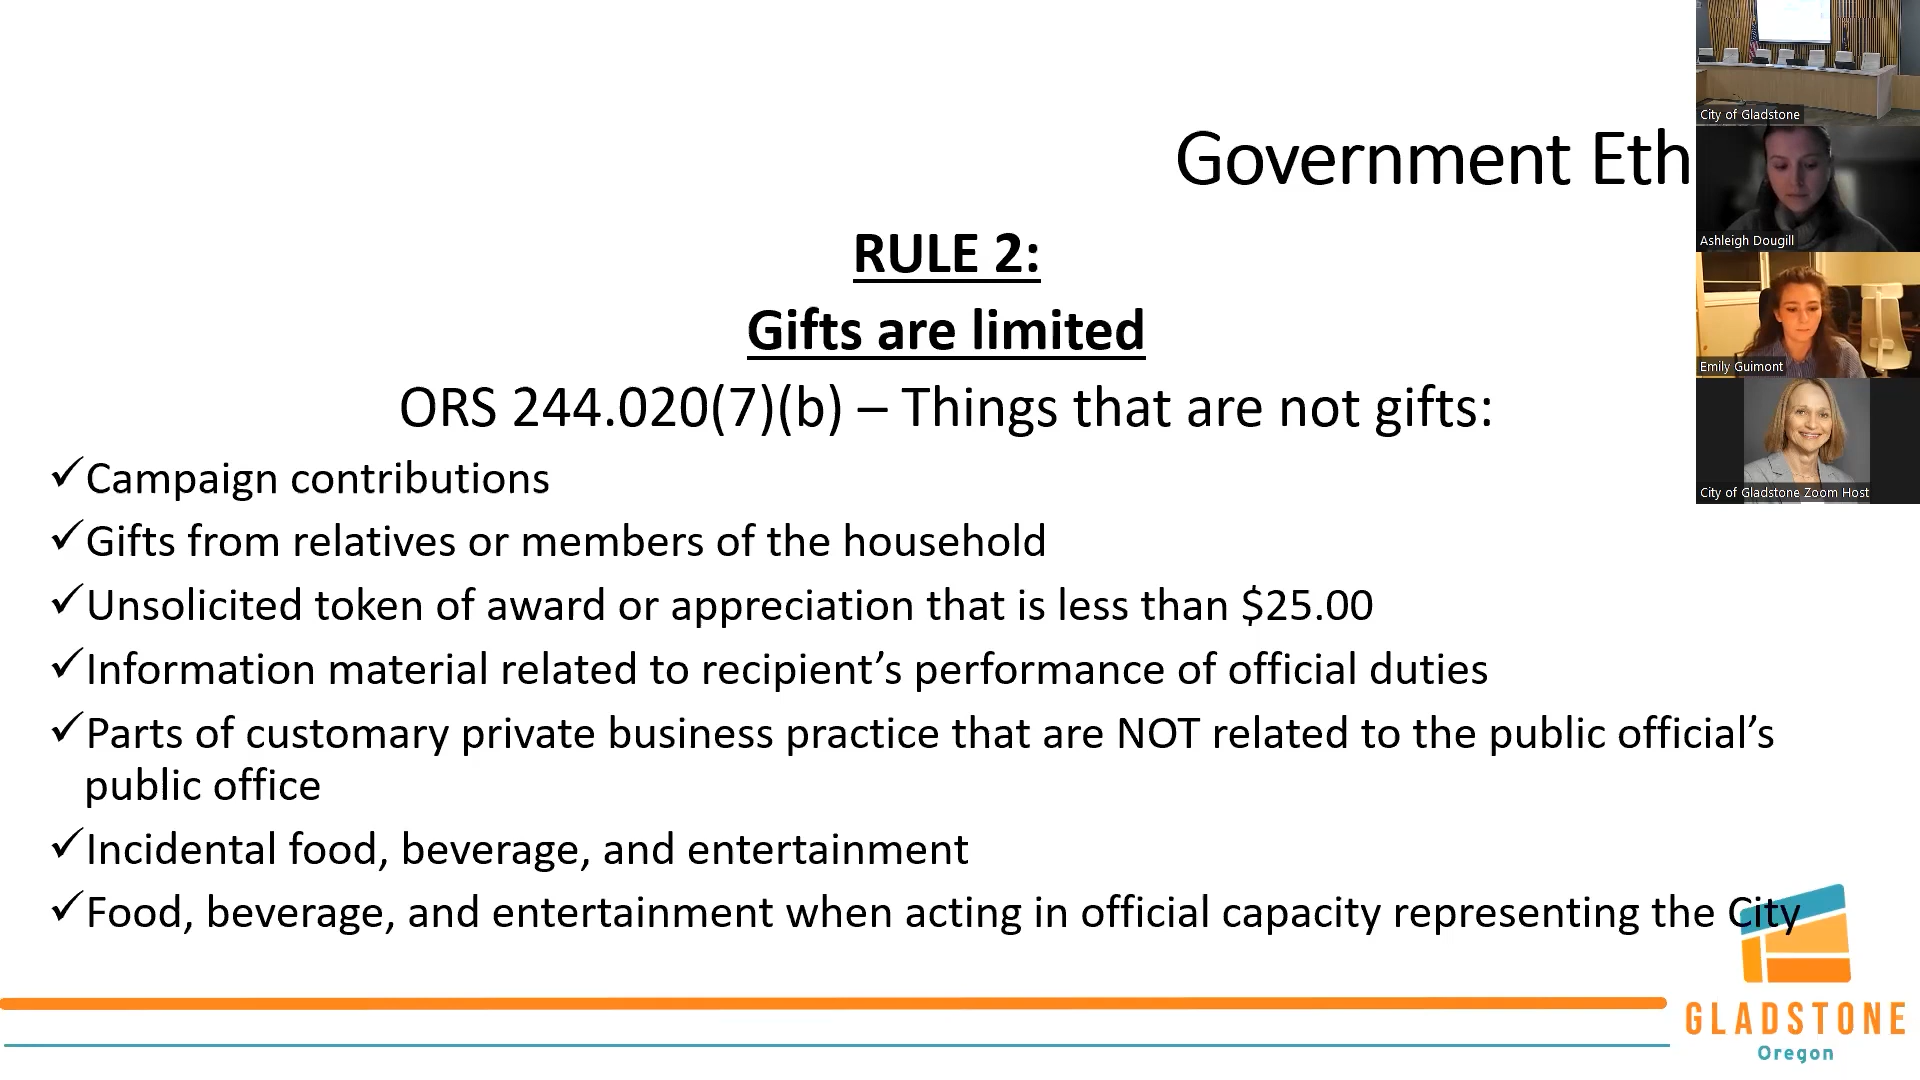 City of Gladstone
Government Eth
Ashleigh Dougill
RULE 2:
Gifts are limited
Emily Guimont
ORS 244.020(7)(b) – Things that are not gifts:
City of Gladstone Zoom Host
✓Campaign contributions
✓Gifts from relatives or members of the household
✓Unsolicited token of award or appreciation that is less than $25.00
✓Information material related to recipient’s performance of official duties
✓Parts of customary private business practice that are NOT related to the public official’s
public office
✓Incidental food, beverage, and entertainment
✓Food, beverage, and entertainment when acting in official capacity representing the City
GLADSTONE
Oregon